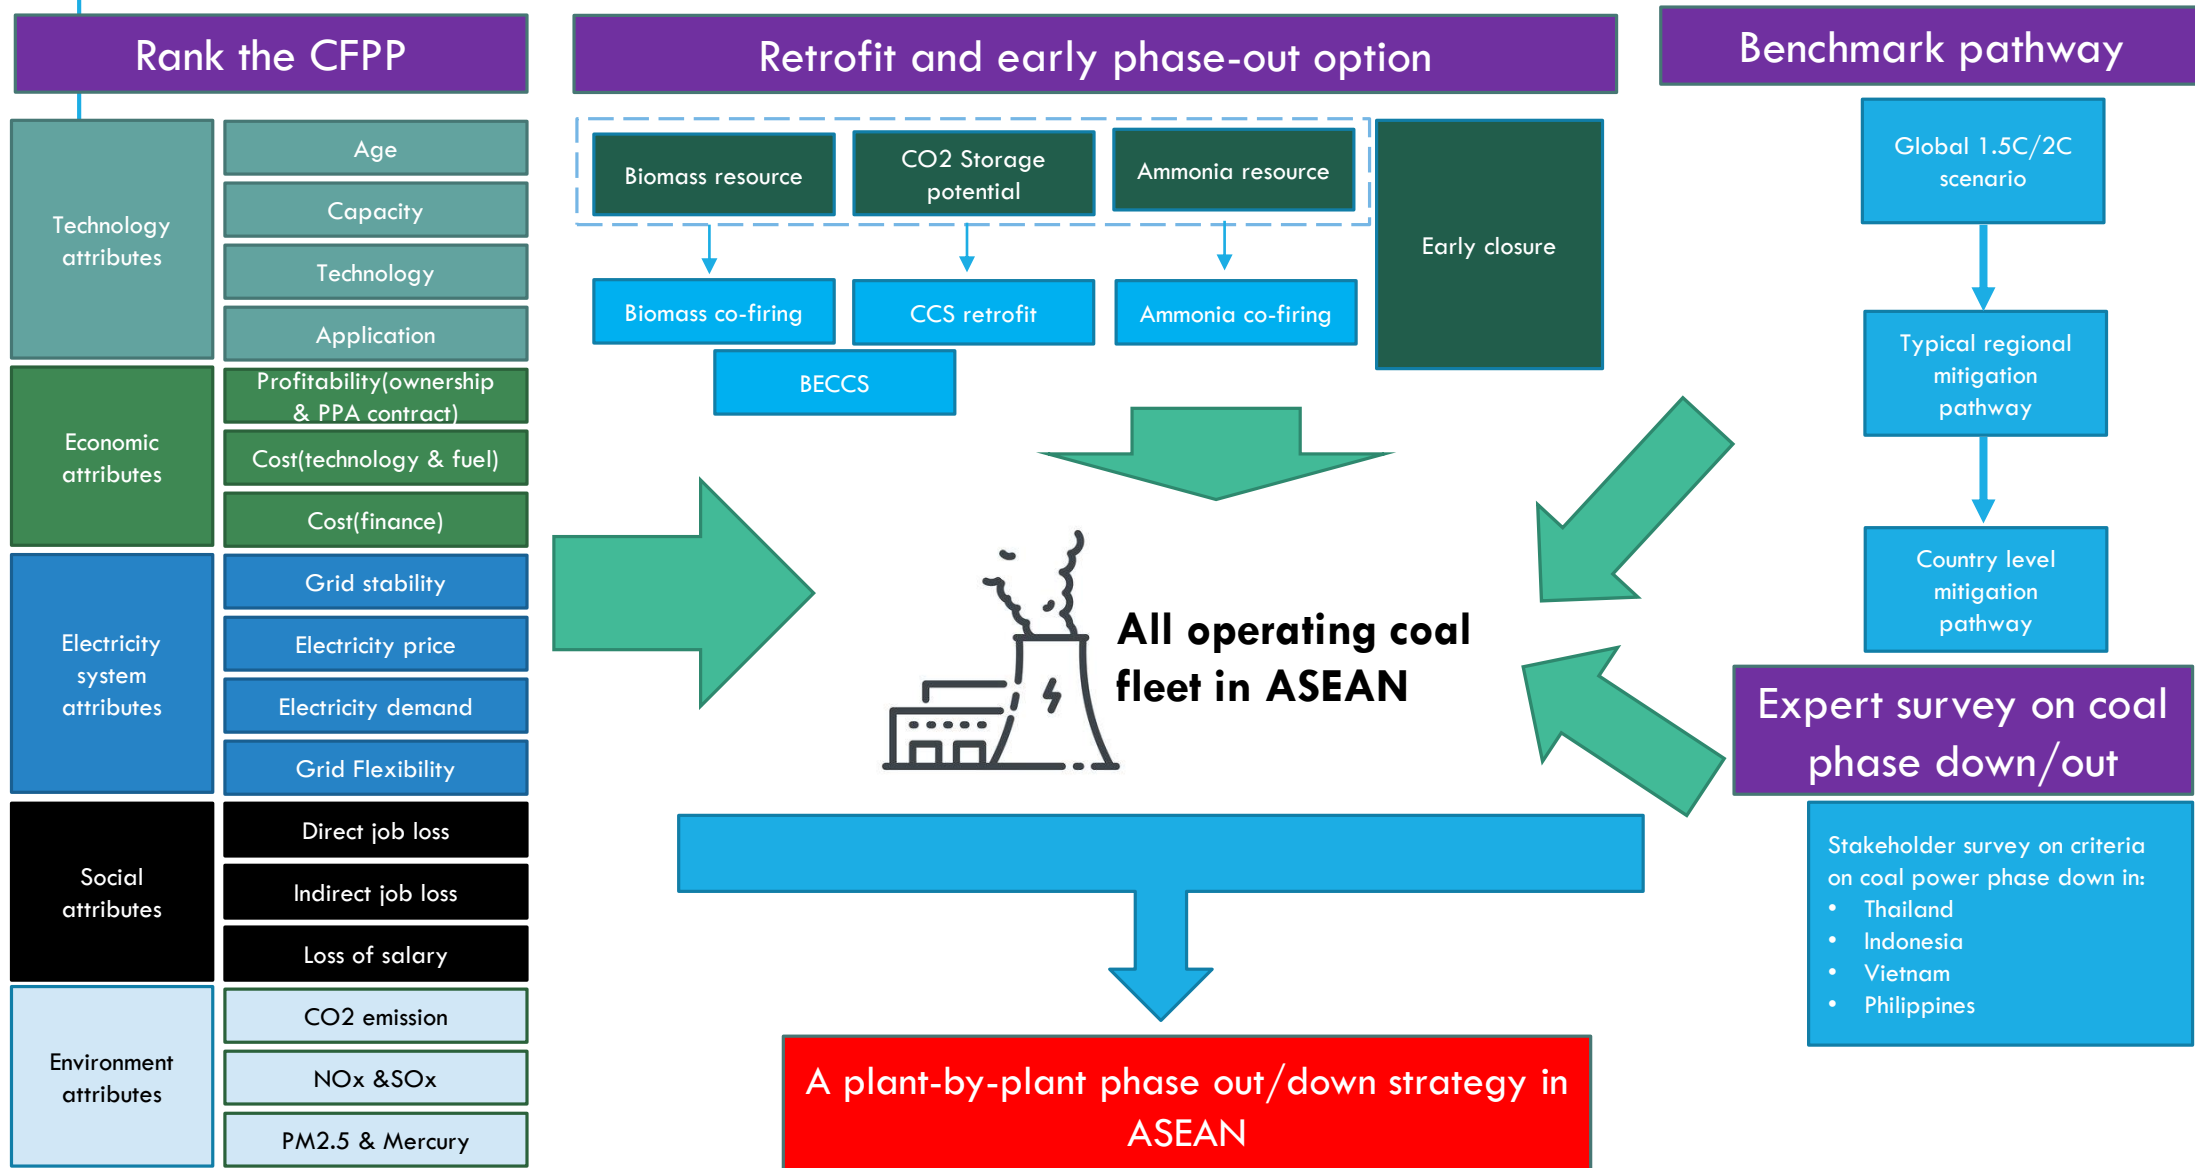 Rank the CFPP
Technology
attributes
Age
Capacity
Technology
Application
Economic
attributes
Profitability(ownership
& PPA contract)
Cost(technology & fuel)
Cost(finance)
Electricity
system
attributes
Grid stability
Electricity price
Electricity demand
Grid Flexibility
Social
attributes
Direct job loss
Indirect job loss
Loss of salary
Environment
attributes
CO2 emission
NOx &SOx
PM2.5 & Mercury
Retrofit and early phase-out option
Biomass resource
CO2 Storage
potential
Ammonia resource
Early closure
Biomass co-firing
CCS retrofit
Ammonia co-firing
BECCS
All operating coal
fleet in ASEAN
A plant-by-plant phase out/down strategy in
ASEAN
Benchmark pathway
Global 1.5C/2C
scenario
Typical regional
mitigation
pathway
Country level
mitigation
pathway
Expert survey on coal
phase down/out
Stakeholder survey on criteria
on coal power phase down in:
• Thailand
• Indonesia
• Vietnam
• Philippines